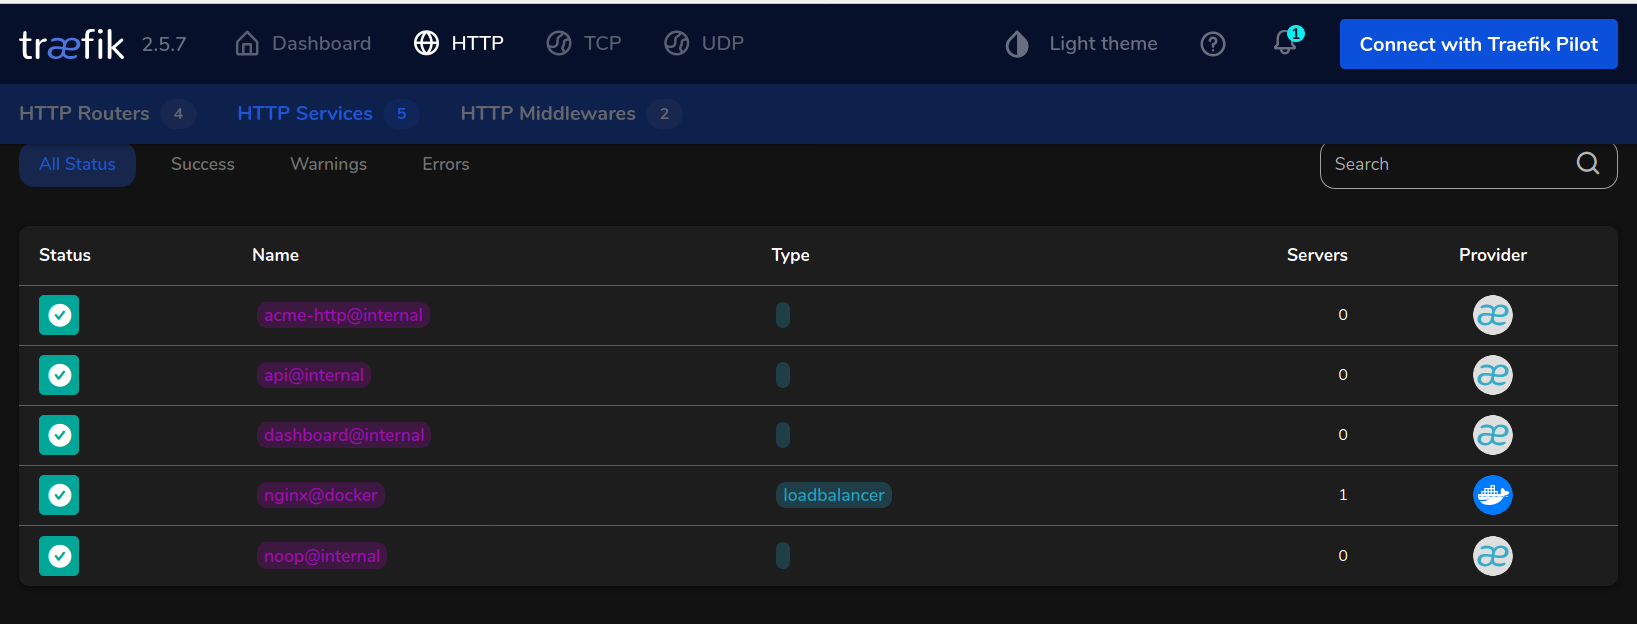 træfik 2.5.7 Dashboard HTTP TCP UDP Light theme 1 Connect with Traefik Pilot
HTTP Routers 4 HTTP Services 5 HTTP Middlewares 2
All Status Success Warnings Errors Search
Status Name Type Servers Provider
acme-http@internal 0 æ
api@internal 0 æ
dashboard@internal 0 æ
nginx@docker loadbalancer 1
noop@internal 0 æ